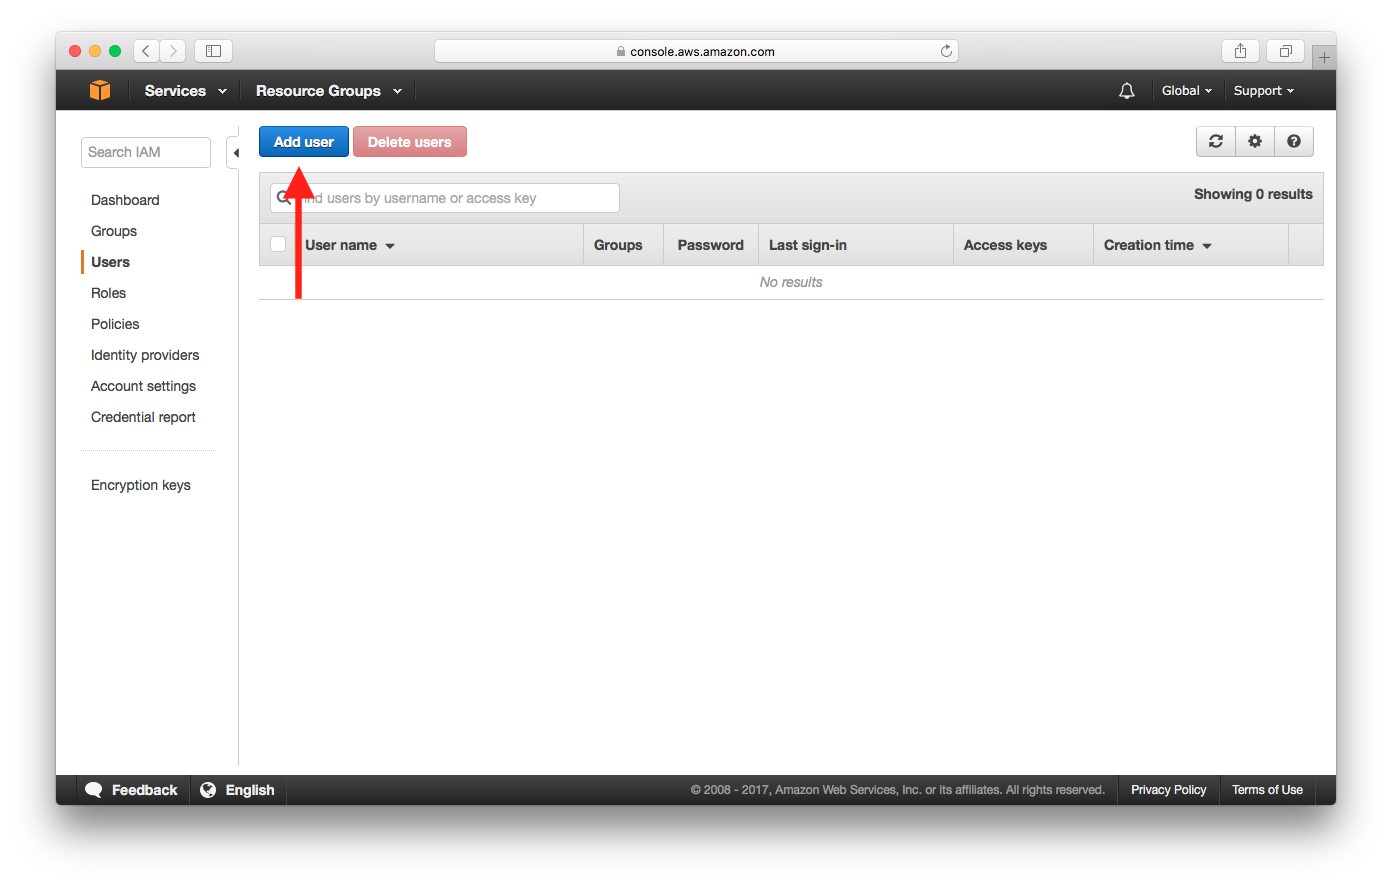 console.aws.amazon.com
Services Resource Groups Global Support
Search IAM
Dashboard
Groups
Users
Roles
Policies
Identity providers
Account settings
Credential report
Encryption keys
Add user Delete users
users by username or access key
Showing 0 results
User name Groups Password Last sign-in Access keys Creation time
No results
Feedback English © 2008 - 2017, Amazon Web Services, Inc. or its affiliates. All rights reserved. Privacy Policy Terms of Use